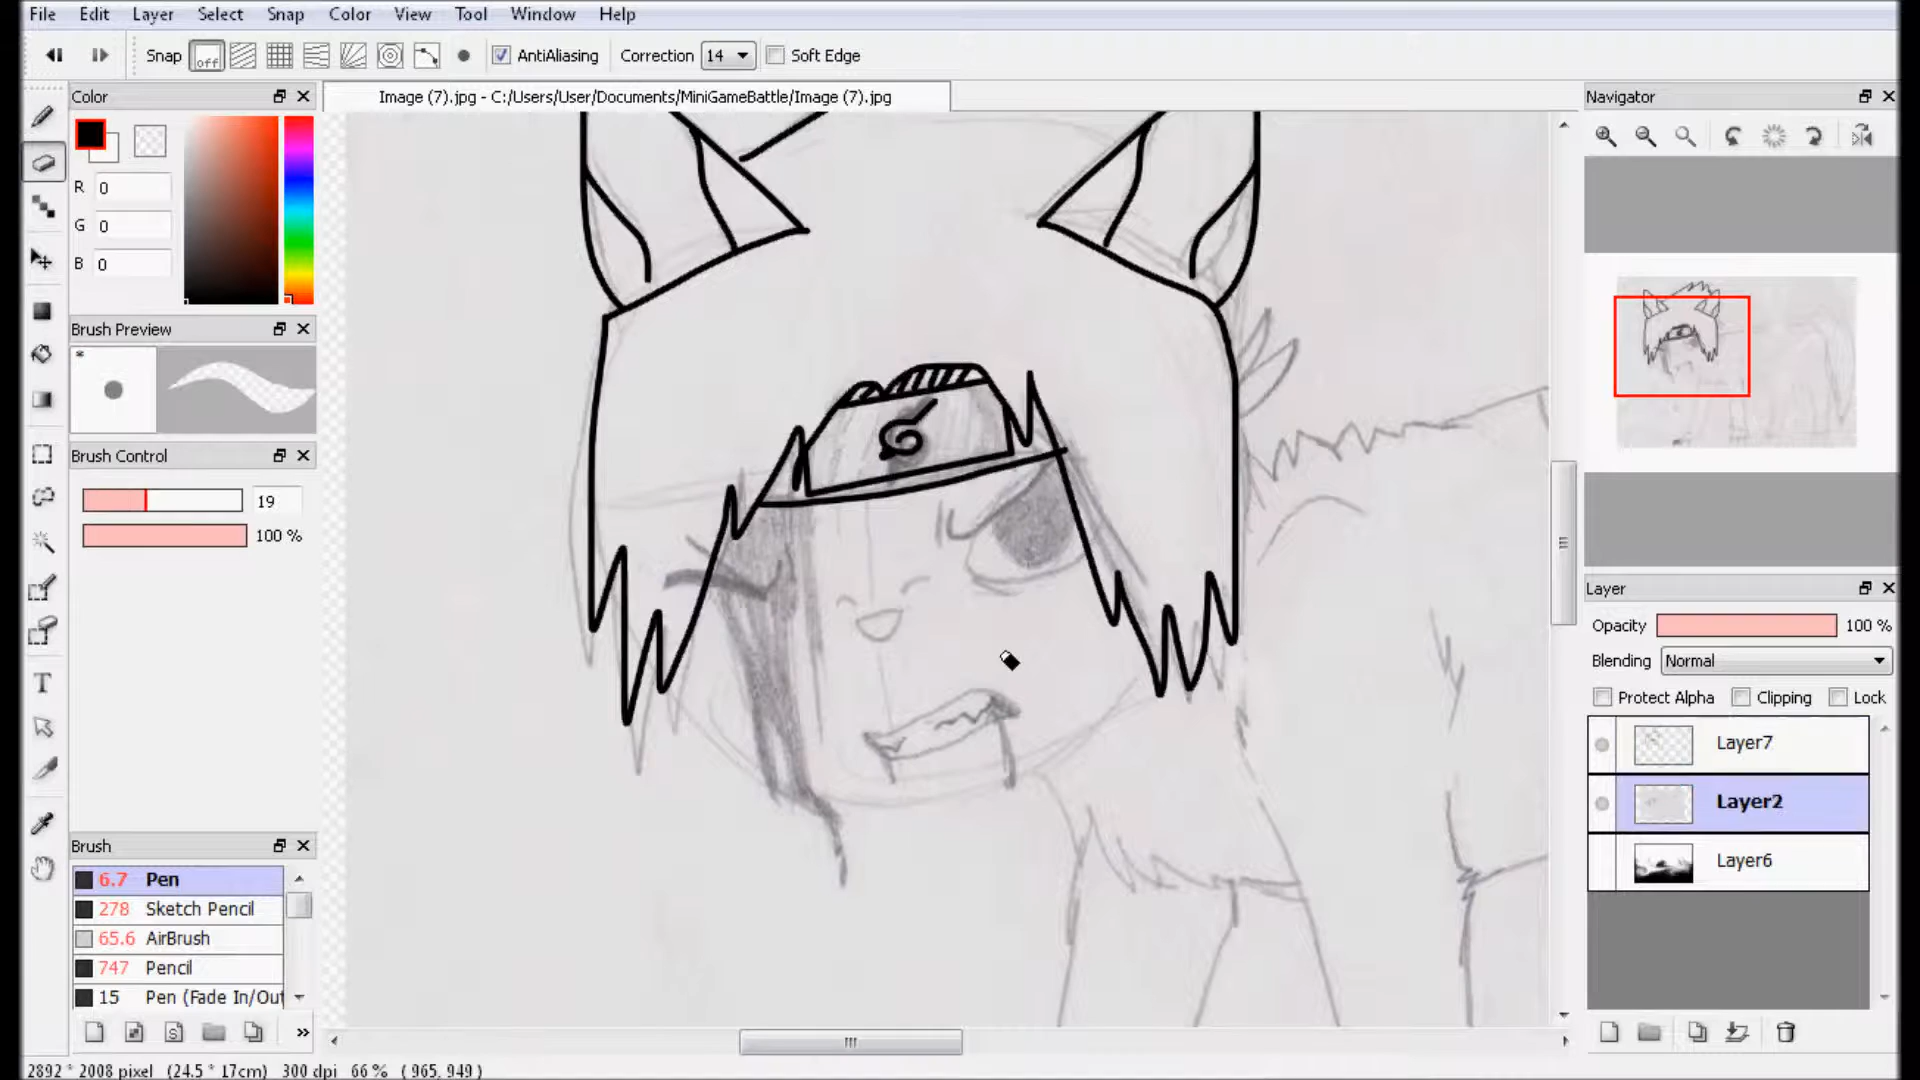 File Edit Layer Select Snap Color View Tool Window Help
Snap off AntiAliasing Correction 14 Soft Edge
Color
Image (7).jpg - C:/Users/User/Documents/MiniGameBattle/Image (7).jpg
Navigator
R 0
G 0
B 0
Brush Preview
*
Brush Control
19
100 %
Brush
6.7 Pen
278 Sketch Pencil
65.6 AirBrush
747 Pencil
15 Pen (Fade In/Out
Layer
Opacity 100 %
Blending Normal
Protect Alpha Clipping Lock
Layer7
Layer2
Layer6
2892 * 2008 pixel (24.5 * 17cm) 300 dpi 66 % ( 965, 949 )